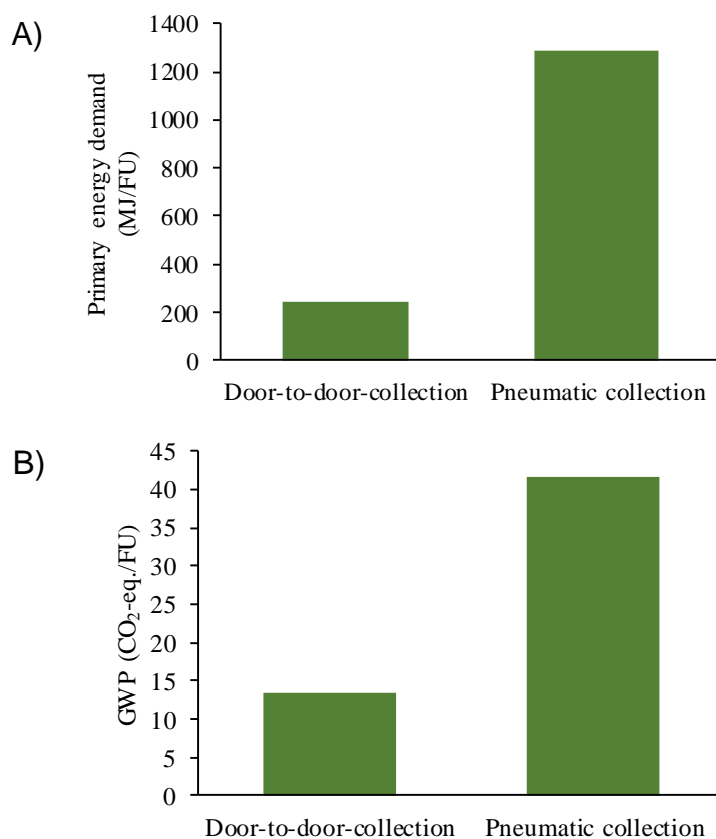 A)
Primary energy demand
(MJ/FU)
1400
1200
1000
800
600
400
200
0
Door-to-door-collection Pneumatic collection
B)
GWP (CO₂-eq./FU)
45
40
35
30
25
20
15
10
5
0
Door-to-door-collection Pneumatic collection